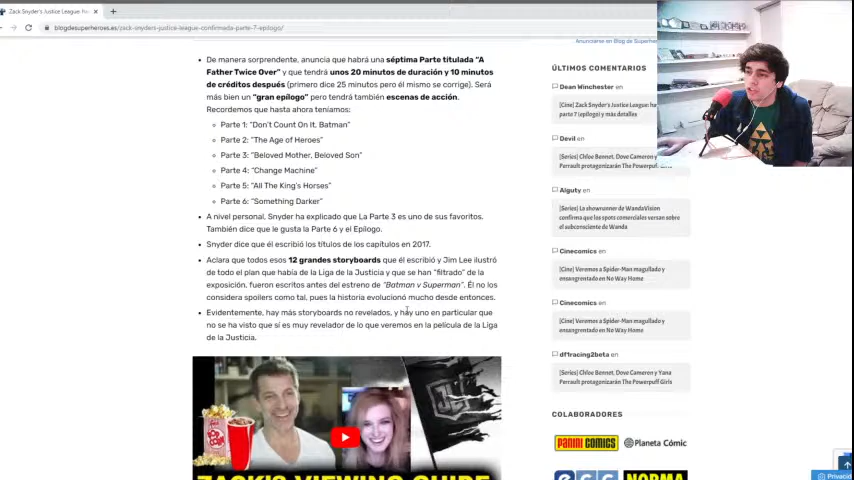 Zack Snyder's Justice League: Pa
blogdesuperheroes.es/zack-snyders-justice-league-confirmada-parte-7-epilogo/
Anunciarse en Blog de Superher
De manera sorprendente, anuncia que habrá una séptima Parte titulada "A
Father Twice Over" y que tendrá unos 20 minutos de duración y 10 minutos
de créditos después (primero dice 25 minutos pero él mismo se corrige). Será
más bien un "gran epílogo" pero tendrá también escenas de acción.
Recordemos que hasta ahora teníamos:
Parte 1: "Don't Count On It, Batman"
Parte 2: "The Age of Heroes"
Parte 3: "Beloved Mother, Beloved Son"
Parte 4: "Change Machine"
Parte 5: "All The King's Horses"
Parte 6: "Something Darker"
A nivel personal, Snyder ha explicado que La Parte 3 es uno de sus favoritos.
También dice que le gusta la Parte 6 y el Epílogo.
Snyder dice que él escribió los títulos de los capítulos en 2017.
Aclara que todos esos 12 grandes storyboards que él escribió y Jim Lee ilustró
de todo el plan que había de la Liga de la Justicia y que se han "filtrado" de la
exposición, fueron escritos antes del estreno de "Batman v Superman". Él no los
considera spoilers como tal, pues la historia evolucionó mucho desde entonces.
Evidentemente, hay más storyboards no revelados, y hay uno en particular que
no se ha visto que sí es muy revelador de lo que veremos en la película de la Liga
de la Justicia.
POPCORN
ZACK'S VIEWING GUIDE
ÚLTIMOS COMENTARIOS
Dean Winchester en
[Cine] Zack Snyder's Justice League
parte 7 (epílogo) y más detalles
Devil en
[Series] Chloe Bennet, Dove Cameron y
Perrault protagonizarán The Powerpuff
Girls
Alguty en
[Series] La showrunner de WandaVision
confirma que los spots comerciales versan sobre
el subconsciente de Wanda
Cinecomics en
[Cine] Veremos a Spider-Man magullado y
ensangrentado en No Way Home
Cinecomics en
[Cine] Veremos a Spider-Man magullado y
ensangrentado en No Way Home
df1racing2beta en
[Series] Chloe Bennet, Dove Cameron y Yana
Perrault protagonizarán The Powerpuff Girls
COLABORADORES
PANINI COMICS
Planeta Cómic
ECC
NORMA
Privacid